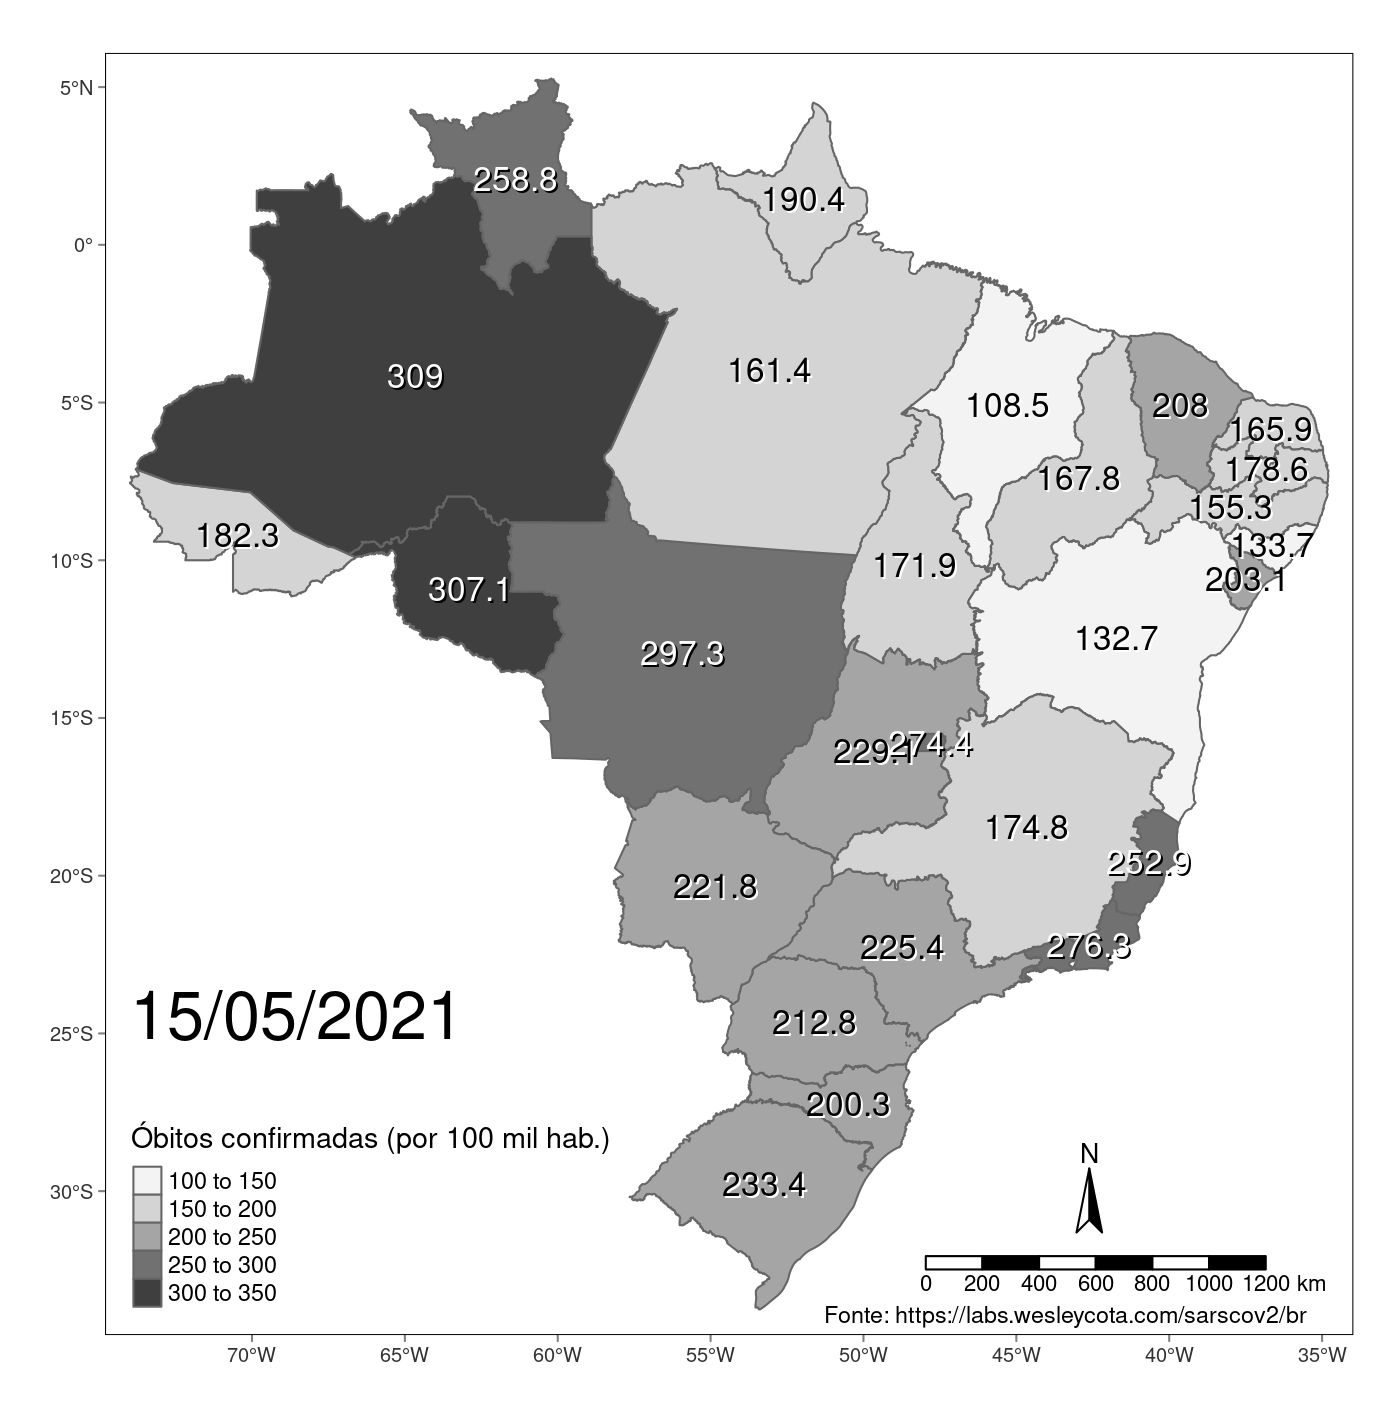 5°N
0°
5°S
10°S
15°S
20°S
25°S
30°S
258.8
190.4
309
161.4
108.5
208
165.9
178.6
167.8
155.3
182.3
133.7
171.9
203.1
307.1
132.7
297.3
229.1
274.4
174.8
252.9
221.8
276.3
225.4
212.8
200.3
233.4
15/05/2021
Óbitos confirmadas (por 100 mil hab.)
100 to 150
150 to 200
200 to 250
250 to 300
300 to 350
N
0 200 400 600 800 1000 1200 km
Fonte: https://labs.wesleycota.com/sarscov2/br
70°W 65°W 60°W 55°W 50°W 45°W 40°W 35°W